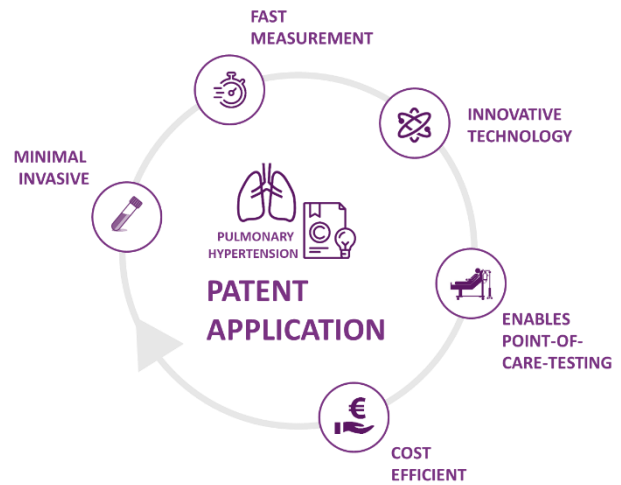 FAST
MEASUREMENT
INNOVATIVE
TECHNOLOGY
MINIMAL
INVASIVE
PULMONARY
HYPERTENSION
©
PATENT
APPLICATION
ENABLES
POINT-OF-
CARE-TESTING
€
COST
EFFICIENT